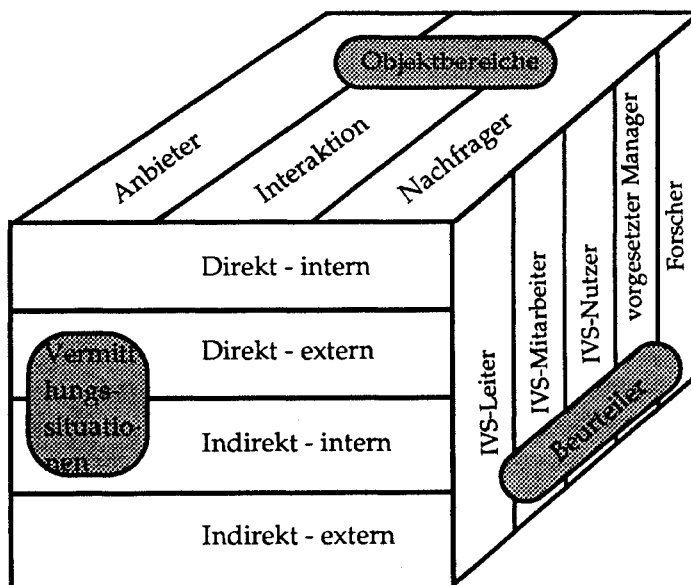 Objektbereiche
Anbieter
Interaktion
Nachfrager
Direkt - intern
Direkt - extern
Indirekt - intern
Indirekt - extern
Vermitt
lungs-
situatio-
nen
IVS-Leiter
IVS-Mitarbeiter
IVS-Nutzer
vorgesetzter Manager
Forscher
Beurteiler